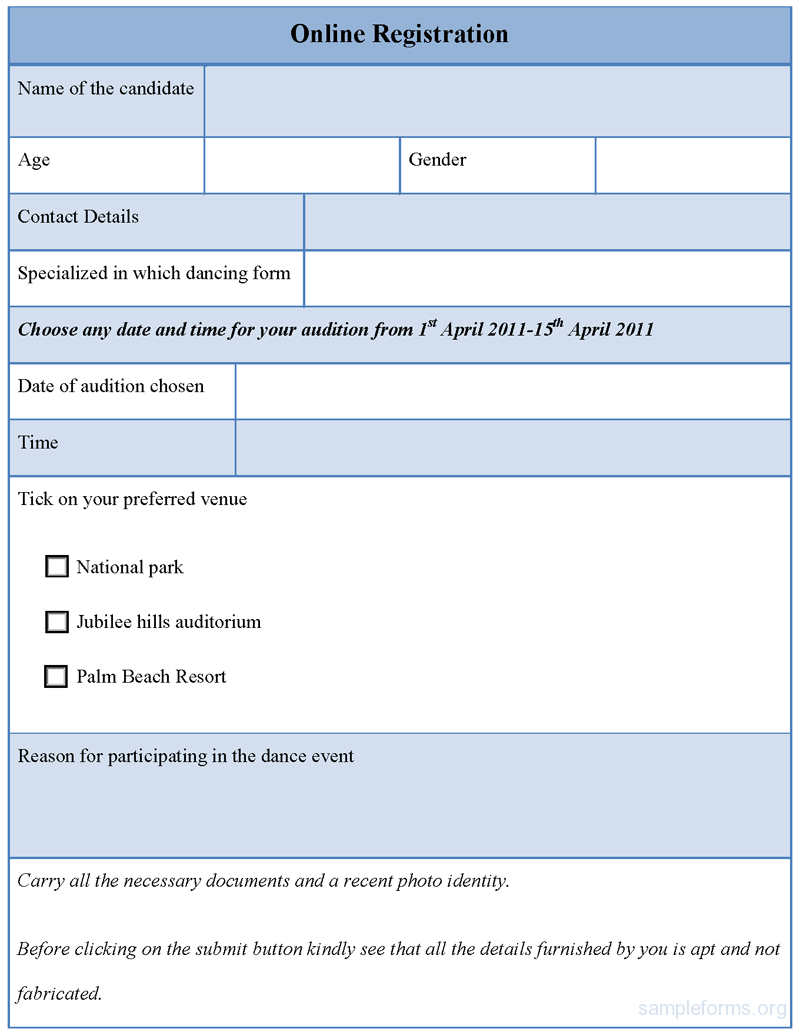 Online Registration
Name of the candidate
Age
Gender
Contact Details
Specialized in which dancing form
Choose any date and time for your audition from 1st April 2011-15th April 2011
Date of audition chosen
Time
Tick on your preferred venue
National park
Jubilee hills auditorium
Palm Beach Resort
Reason for participating in the dance event
Carry all the necessary documents and a recent photo identity.
Before clicking on the submit button kindly see that all the details furnished by you is apt and not
fabricated.
sampleforms.org